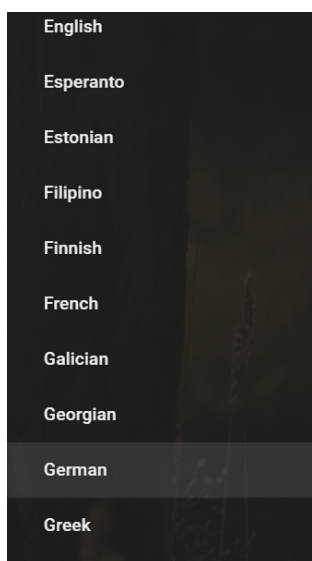 English
Esperanto
Estonian
Filipino
Finnish
French
Galician
Georgian
German
Greek